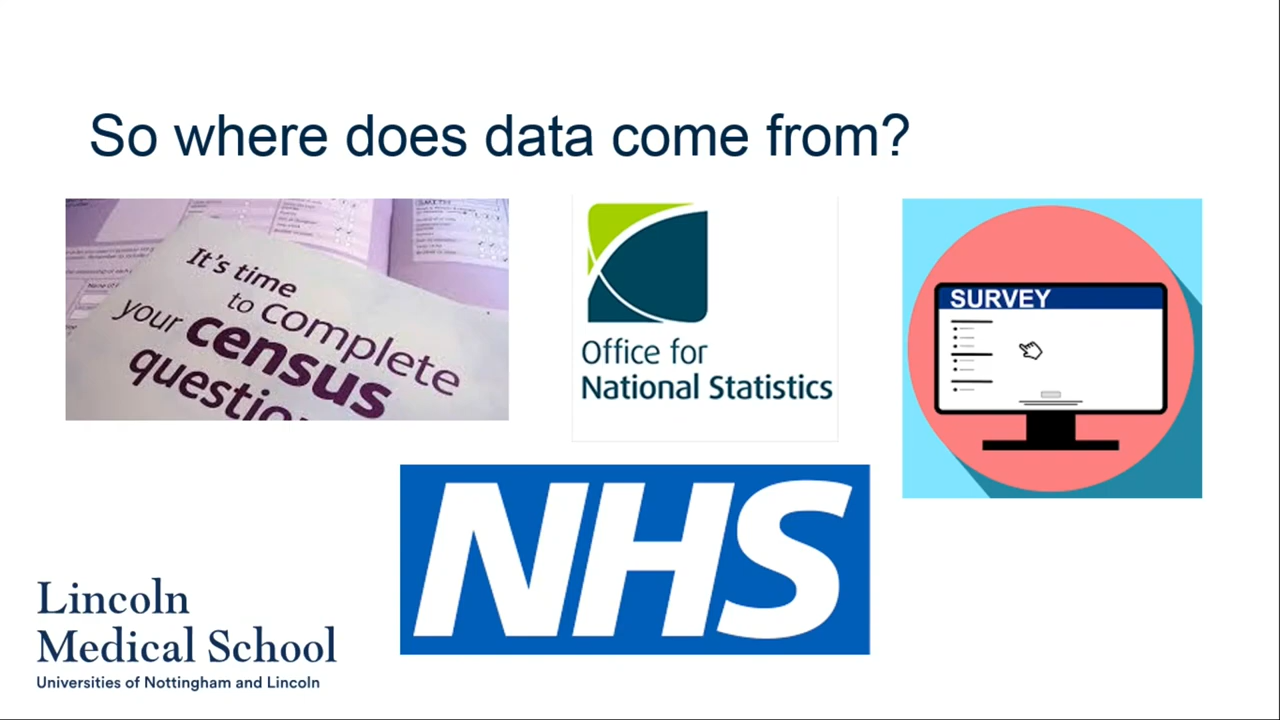 So where does data come from?
It's time
to complete
your census
Office for
National Statistics
SURVEY
NHS
Lincoln
Medical School
Universities of Nottingham and Lincoln